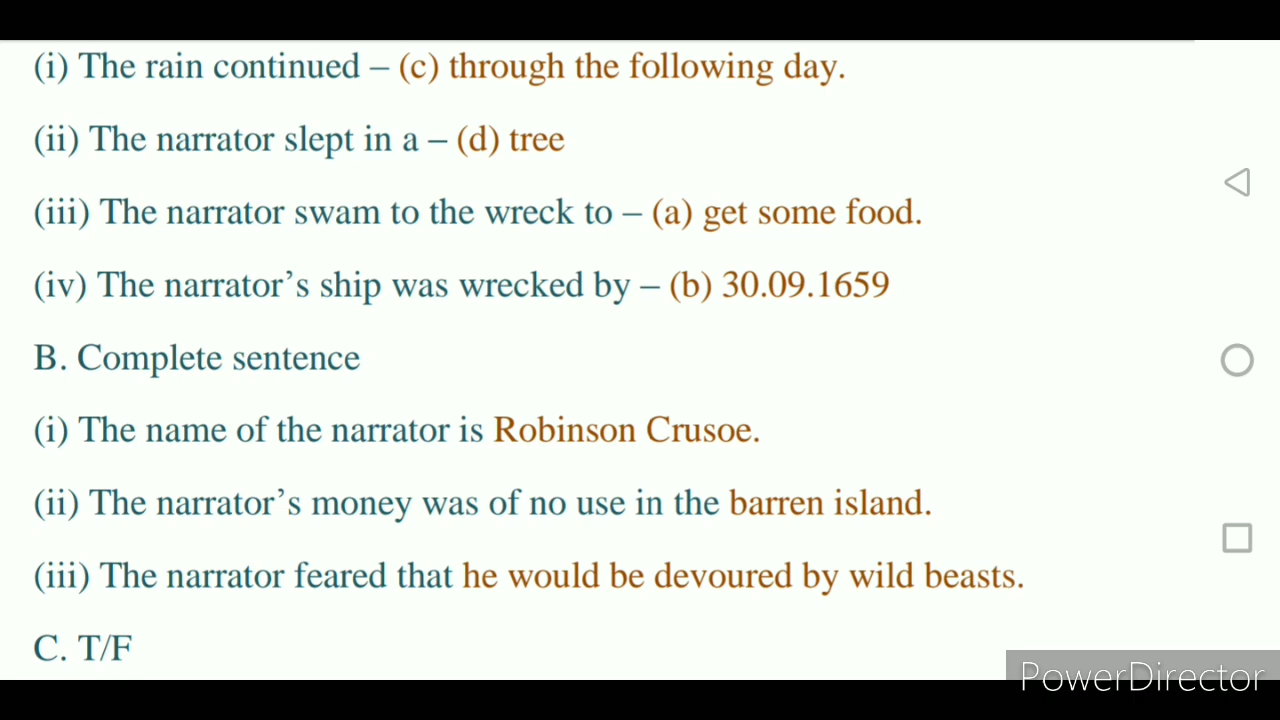 (i) The rain continued – (c) through the following day.
(ii) The narrator slept in a – (d) tree
(iii) The narrator swam to the wreck to – (a) get some food.
(iv) The narrator’s ship was wrecked by – (b) 30.09.1659
B. Complete sentence
(i) The name of the narrator is Robinson Crusoe.
(ii) The narrator’s money was of no use in the barren island.
(iii) The narrator feared that he would be devoured by wild beasts.
C. T/F
PowerDirector